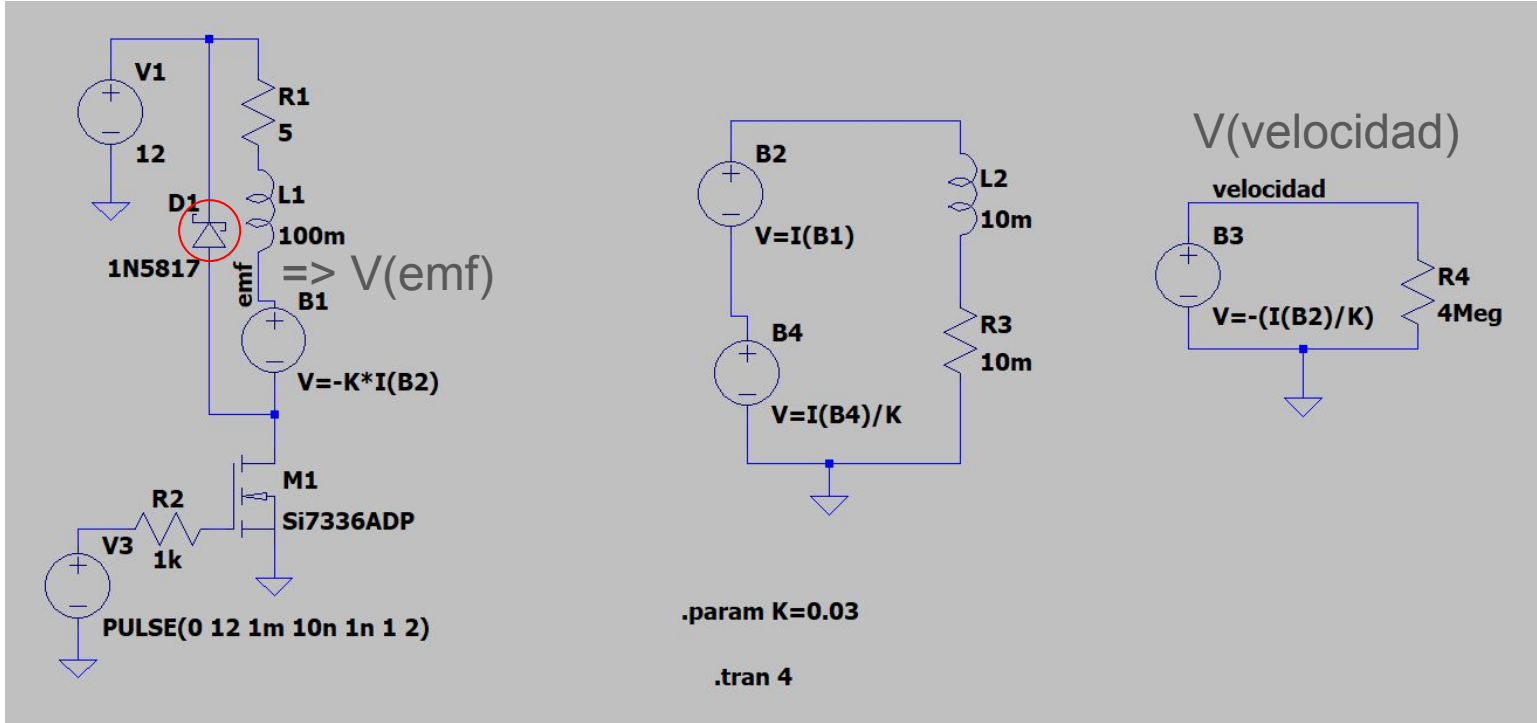 V1
12
R1
5
D1
1N5817
L1
100m
emf
=> V(emf)
B1
V=-K*I(B2)
M1
Si7336ADP
R2
1k
V3
PULSE(0 12 1m 10n 1n 1 2)
B2
V=I(B1)
L2
10m
B4
V=I(B4)/K
R3
10m
.param K=0.03
.tran 4
V(velocidad)
velocidad
B3
V=-(I(B2)/K)
R4
4Meg